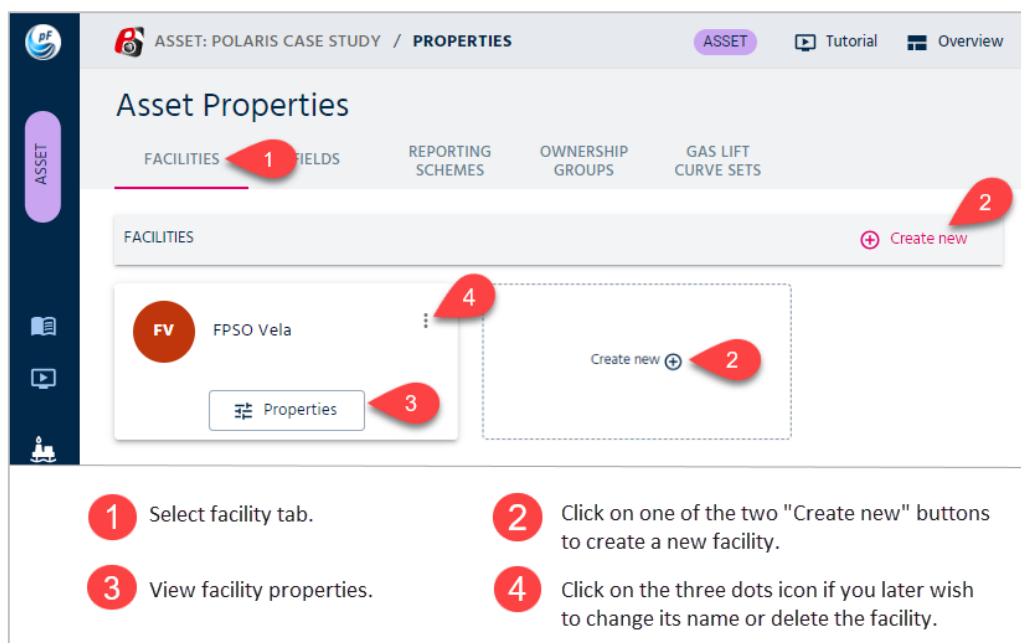 pF
ASSET: POLARIS CASE STUDY / PROPERTIES
ASSET
Tutorial
Overview
ASSET
Asset Properties
FACILITIES
1
FIELDS
REPORTING
SCHEMES
OWNERSHIP
GROUPS
GAS LIFT
CURVE SETS
2
FACILITIES
Create new
4
FV
FPSO Vela
Create new
2
Properties
3
1 Select facility tab.
2 Click on one of the two "Create new" buttons
to create a new facility.
3 View facility properties.
4 Click on the three dots icon if you later wish
to change its name or delete the facility.